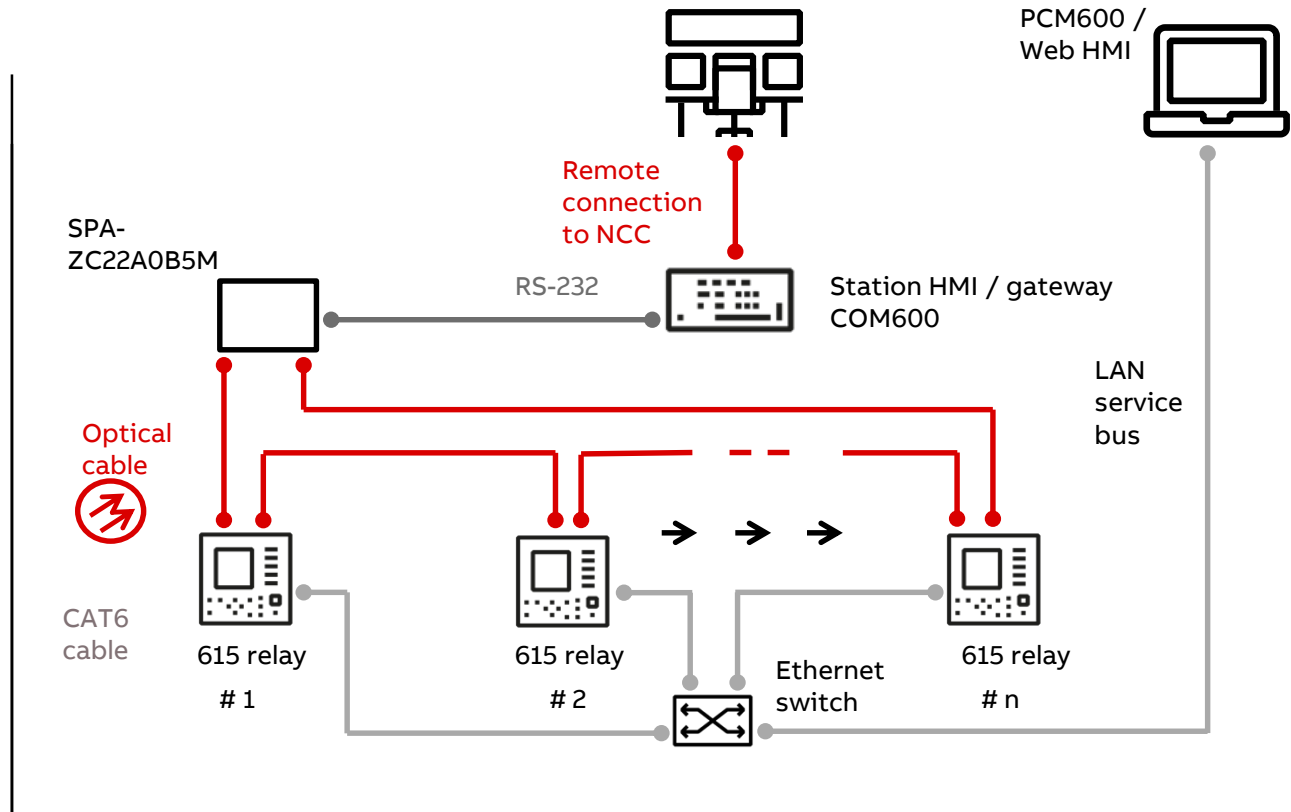 PCM600 /
Web HMI
Remote
connection
to NCC
SPA-
ZC22A0B5M
RS-232
Station HMI / gateway
COM600
LAN
service
bus
Optical
cable
CAT6
cable
615 relay
# 1
615 relay
# 2
Ethernet
switch
615 relay
# n